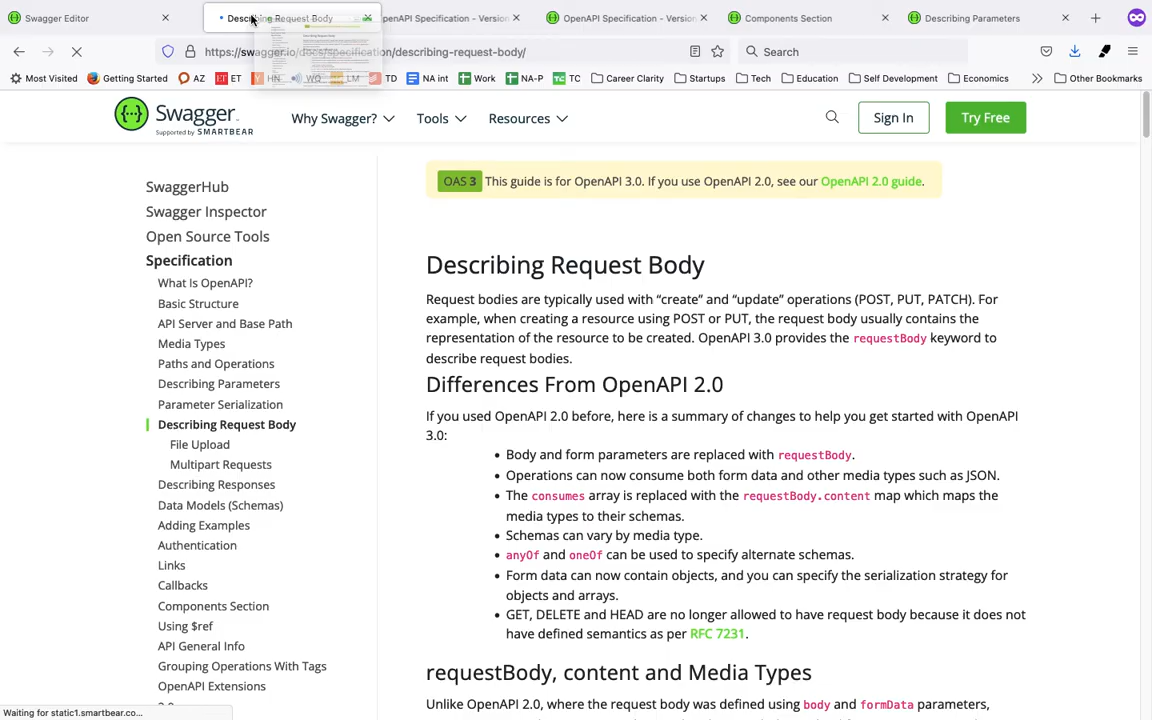 Swagger Editor
Describing Request Body
OpenAPI Specification - Version
OpenAPI Specification - Version
Components Section
Describing Parameters
https://swagger.io/docs/specification/describing-request-body/
Search
Most Visited
Getting Started
AZ
ET
HN
WQ
LM
TD
NA int
Work
NA-P
TC
Career Clarity
Startups
Tech
Education
Self Development
Economics
Other Bookmarks
Swagger
Supported by SMARTBEAR
Why Swagger?
Tools
Resources
Sign In
Try Free
SwaggerHub
Swagger Inspector
Open Source Tools
Specification
What Is OpenAPI?
Basic Structure
API Server and Base Path
Media Types
Paths and Operations
Describing Parameters
Parameter Serialization
Describing Request Body
File Upload
Multipart Requests
Describing Responses
Data Models (Schemas)
Adding Examples
Authentication
Links
Callbacks
Components Section
Using $ref
API General Info
Grouping Operations With Tags
OpenAPI Extensions
OAS 3 This guide is for OpenAPI 3.0. If you use OpenAPI 2.0, see our OpenAPI 2.0 guide.
Describing Request Body
Request bodies are typically used with “create” and “update” operations (POST, PUT, PATCH). For
example, when creating a resource using POST or PUT, the request body usually contains the
representation of the resource to be created. OpenAPI 3.0 provides the requestBody keyword to
describe request bodies.
Differences From OpenAPI 2.0
If you used OpenAPI 2.0 before, here is a summary of changes to help you get started with OpenAPI
3.0:
• Body and form parameters are replaced with requestBody.
• Operations can now consume both form data and other media types such as JSON.
• The consumes array is replaced with the requestBody.content map which maps the
media types to their schemas.
• Schemas can vary by media type.
• anyOf and oneOf can be used to specify alternate schemas.
• Form data can now contain objects, and you can specify the serialization strategy for
objects and arrays.
• GET, DELETE and HEAD are no longer allowed to have request body because it does not
have defined semantics as per RFC 7231.
requestBody, content and Media Types
Unlike OpenAPI 2.0, where the request body was defined using body and formData parameters,
Waiting for static1.smartbear.co...